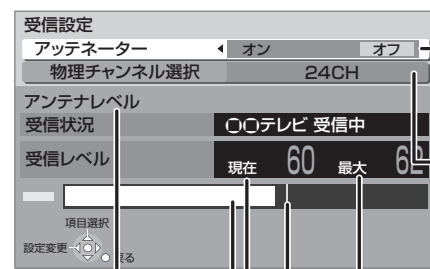 受信設定
アッテネーター オン オフ
物理チャンネル選択 24CH
アンテナレベル
受信状況 ○○テレビ 受信中
受信レベル 現在 60 最大 62
項目選択
設定変更 戻る